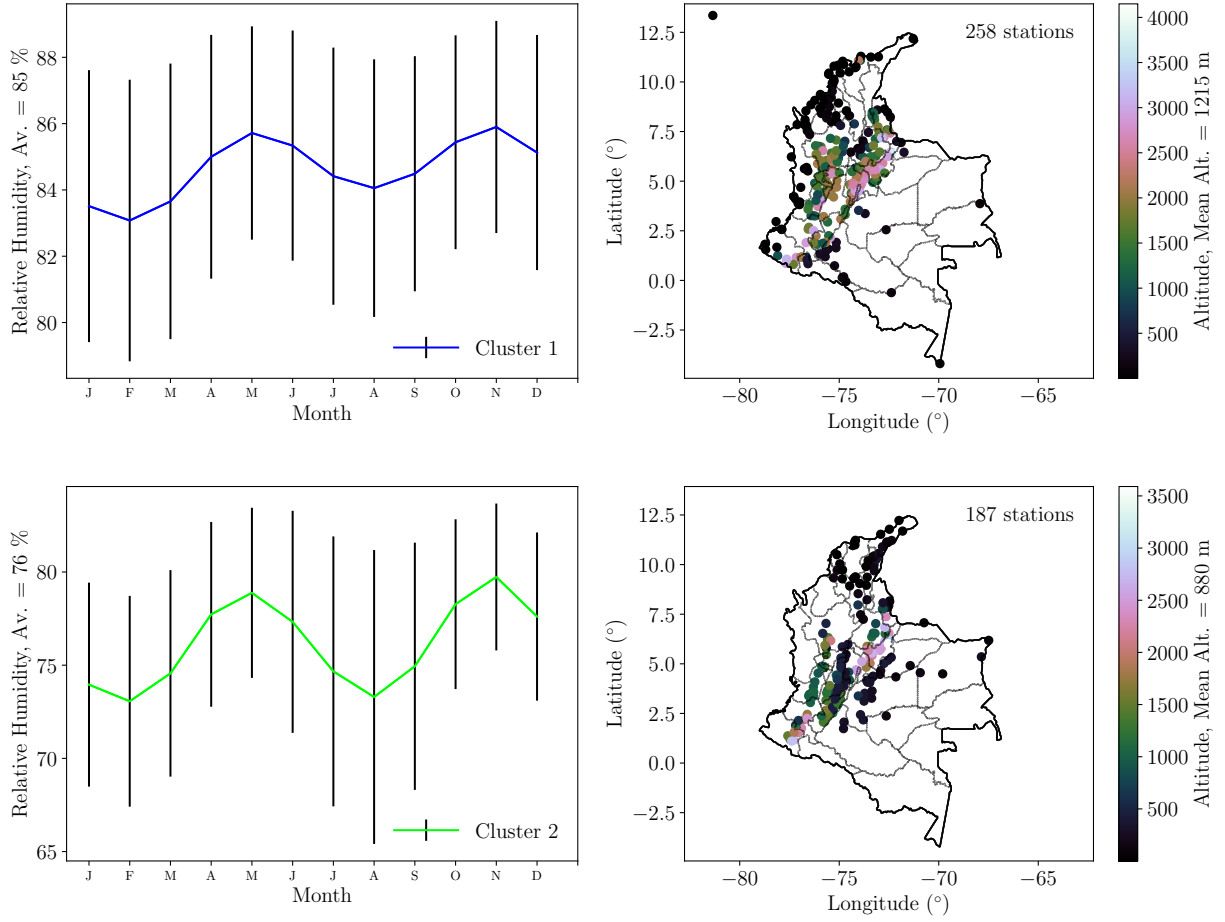 Relative Humidity, Av. = 85 %
88
86
84
82
80
J F M A M J J A S O N D
Month
Cluster 1
258 stations
Latitude (°)
12.5
10.0
7.5
5.0
2.5
0.0
−2.5
−80 −75 −70 −65
Longitude (°)
4000
3500
3000
2500
2000
1500
1000
500
Altitude, Mean Alt. = 1215 m
Relative Humidity, Av. = 76 %
80
75
70
65
J F M A M J J A S O N D
Month
Cluster 2
187 stations
Latitude (°)
12.5
10.0
7.5
5.0
2.5
0.0
−2.5
−80 −75 −70 −65
Longitude (°)
3500
3000
2500
2000
1500
1000
500
Altitude, Mean Alt. = 880 m